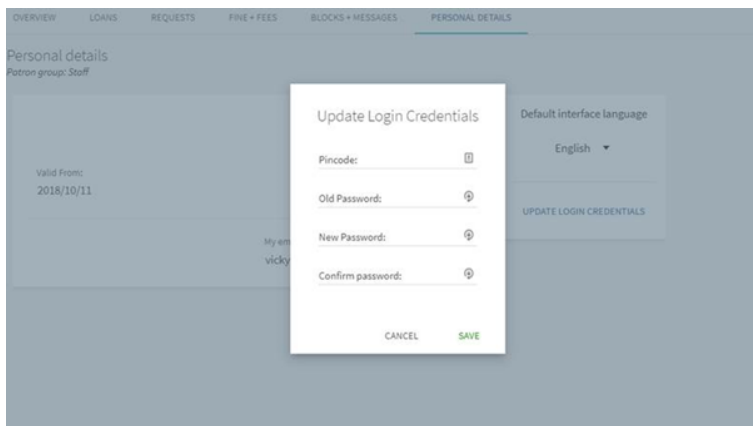 OVERVIEW LOANS REQUESTS FINE + FEES BLOCKS + MESSAGES PERSONAL DETAILS
Personal details
Patron group: Staff
Update Login Credentials
Pincode:
Old Password:
New Password:
Confirm password:
CANCEL SAVE
Default interface language
English
UPDATE LOGIN CREDENTIALS
Valid From:
2018/10/11
My em
vicky